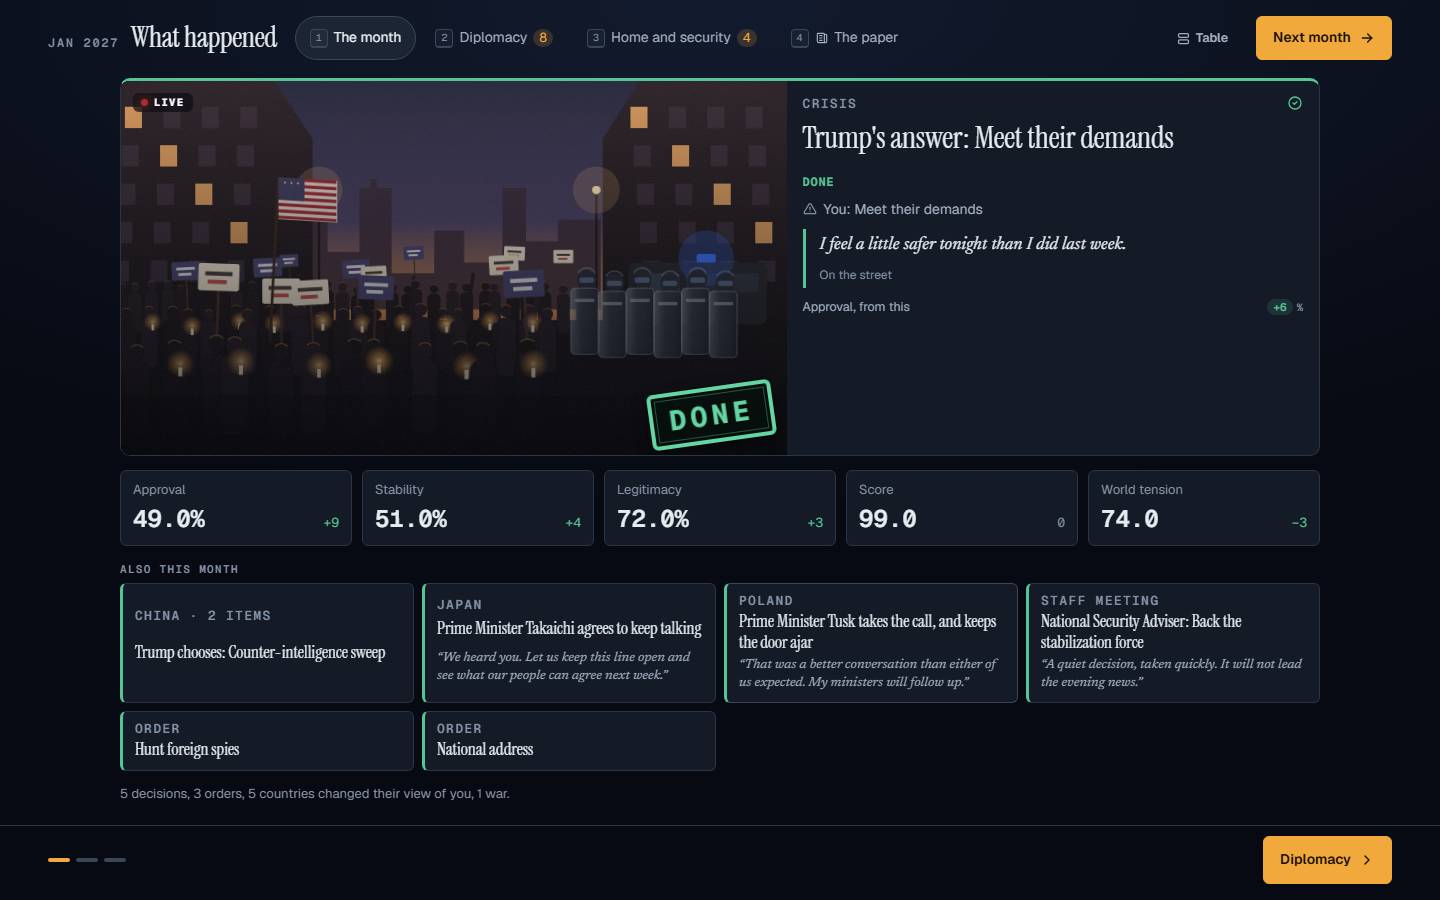 JAN 2027
What happened
1 The month
2 Diplomacy 8
3 Home and security 4
4 The paper
Table
Next month
LIVE
CRISIS
Trump's answer: Meet their demands
DONE
You: Meet their demands
I feel a little safer tonight than I did last week.
On the street
Approval, from this
+6 %
DONE
Approval
49.0%
+9
Stability
51.0%
+4
Legitimacy
72.0%
+3
Score
99.0
0
World tension
74.0
−3
ALSO THIS MONTH
CHINA · 2 ITEMS
Trump chooses: Counter-intelligence sweep
JAPAN
Prime Minister Takaichi agrees to keep talking
“We heard you. Let us keep this line open and
see what our people can agree next week.”
POLAND
Prime Minister Tusk takes the call, and keeps
the door ajar
“That was a better conversation than either of
us expected. My ministers will follow up.”
STAFF MEETING
National Security Adviser: Back the
stabilization force
“A quiet decision, taken quickly. It will not lead
the evening news.”
ORDER
Hunt foreign spies
ORDER
National address
5 decisions, 3 orders, 5 countries changed their view of you, 1 war.
Diplomacy